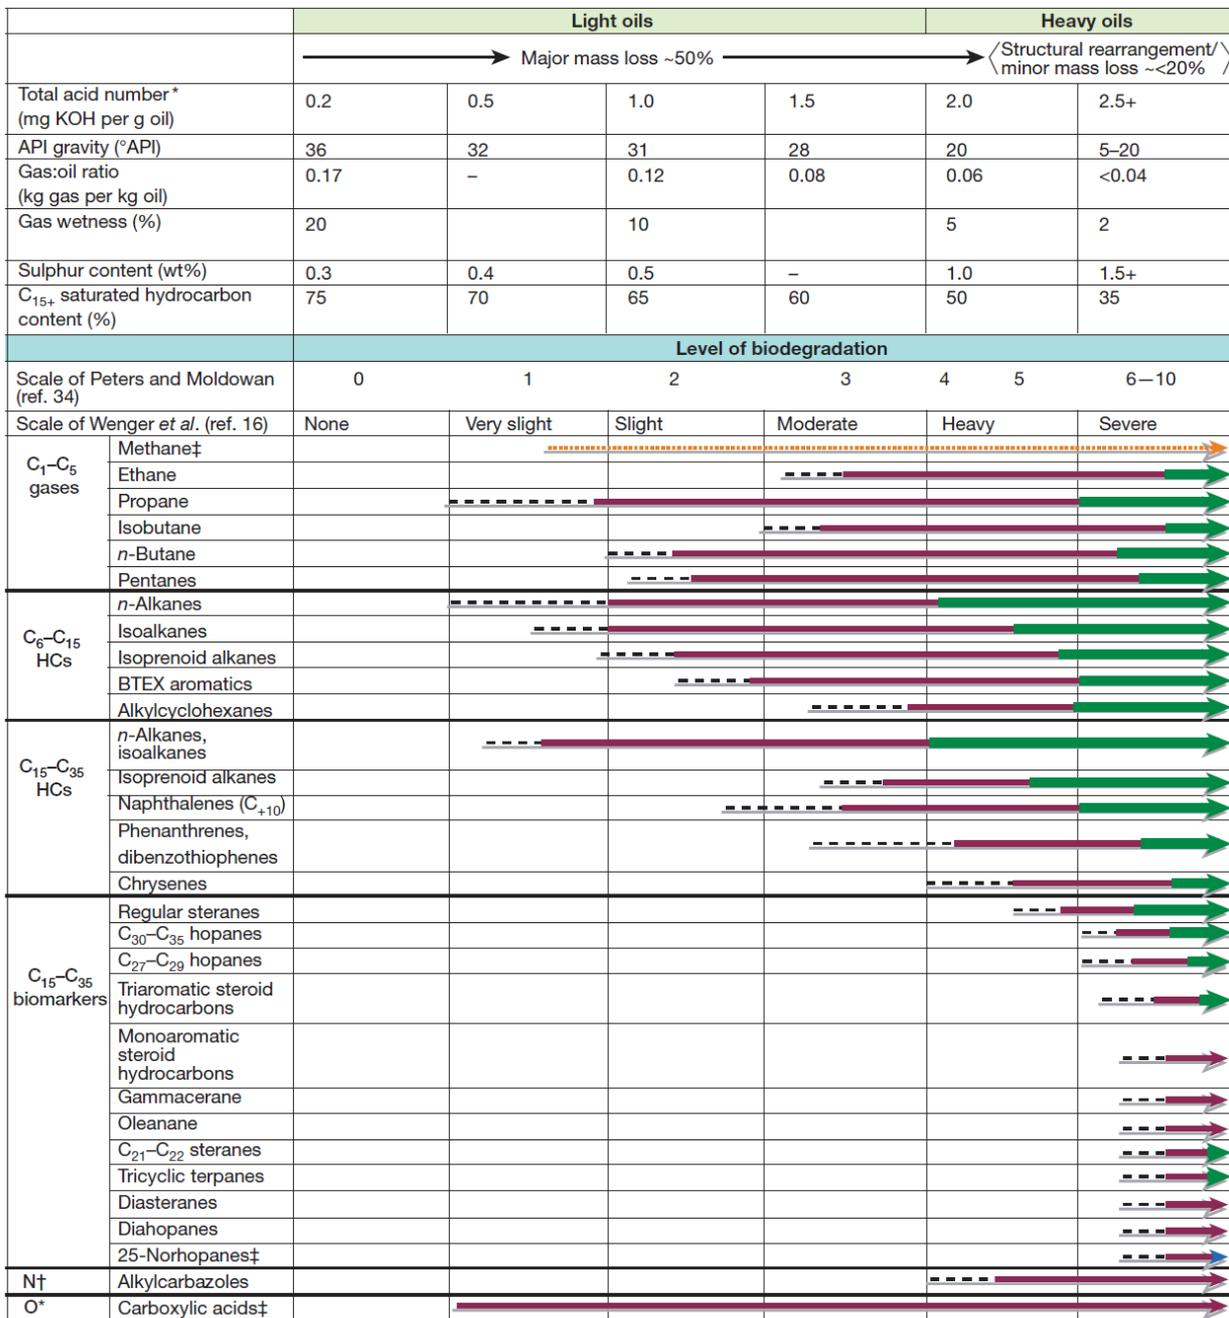 Light oils Heavy oils
Major mass loss ~50% Structural rearrangement/
minor mass loss ~<20%
Total acid number* 0.2 0.5 1.0 1.5 2.0 2.5+
(mg KOH per g oil)
API gravity (°API) 36 32 31 28 20 5–20
Gas:oil ratio 0.17 – 0.12 0.08 0.06 <0.04
(kg gas per kg oil)
Gas wetness (%) 20 10 5 2
Sulphur content (wt%) 0.3 0.4 0.5 – 1.0 1.5+
C15+ saturated hydrocarbon 75 70 65 60 50 35
content (%)
Level of biodegradation
Scale of Peters and Moldowan 0 1 2 3 4 5 6—10
(ref. 34)
Scale of Wenger et al. (ref. 16) None Very slight Slight Moderate Heavy Severe
C1–C5
gases
Methane‡
Ethane
Propane
Isobutane
n-Butane
Pentanes
C6–C15
HCs
n-Alkanes
Isoalkanes
Isoprenoid alkanes
BTEX aromatics
Alkylcyclohexanes
C15–C35
HCs
n-Alkanes,
isoalkanes
Isoprenoid alkanes
Naphthalenes (C+10)
Phenanthrenes,
dibenzothiophenes
Chrysenes
C15–C35
biomarkers
Regular steranes
C30–C35 hopanes
C27–C29 hopanes
Triaromatic steroid
hydrocarbons
Monoaromatic
steroid
hydrocarbons
Gammacerane
Oleanane
C21–C22 steranes
Tricyclic terpanes
Diasteranes
Diahopanes
25-Norhopanes‡
N† Alkylcarbazoles
O* Carboxylic acids‡